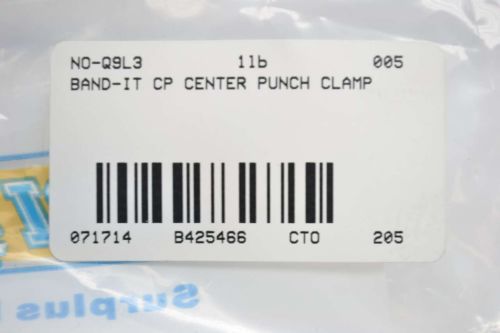 NO-Q9L3 1lb 005
BAND-IT CP CENTER PUNCH CLAMP
071714 B425466 CTO 205
Surplus